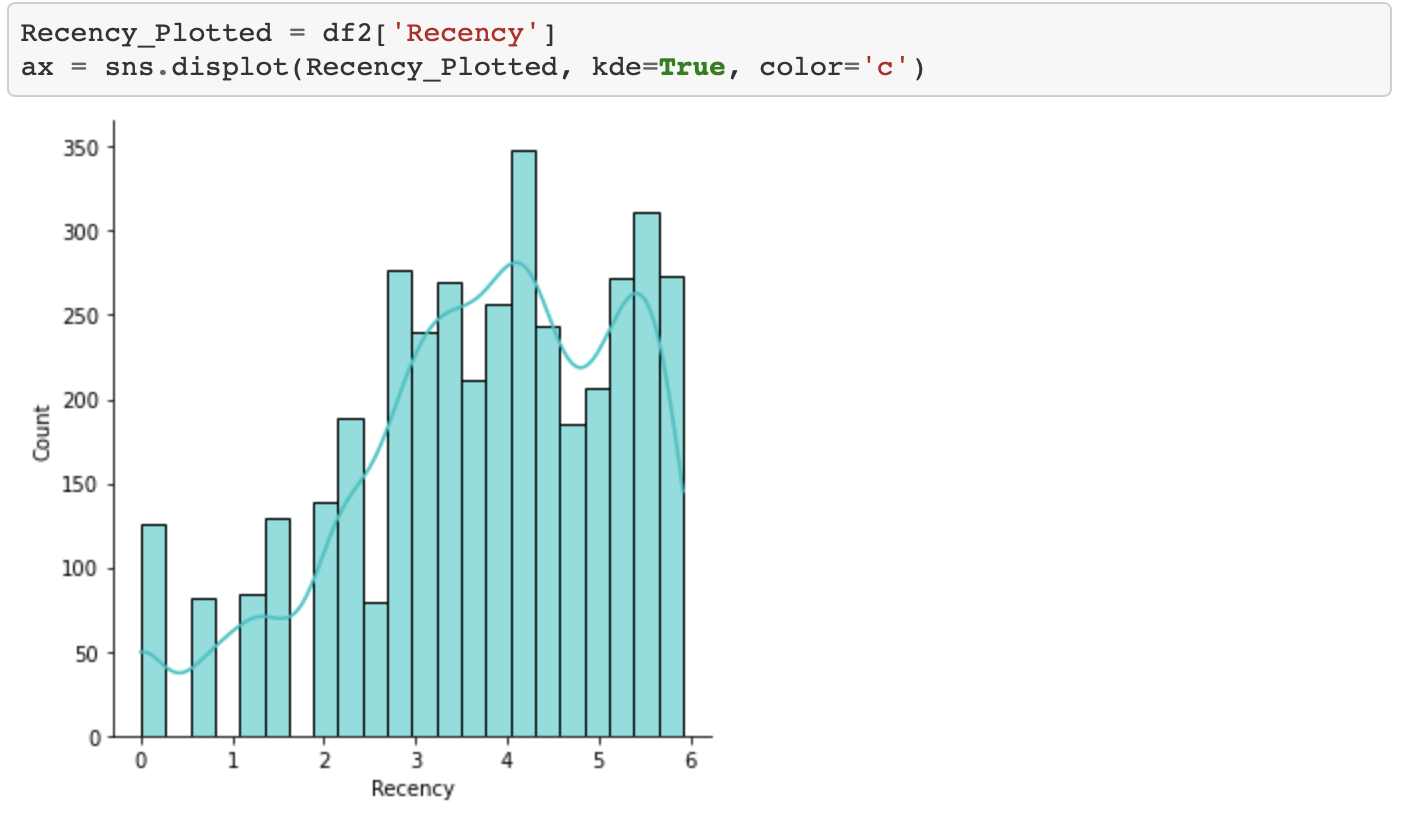 Recency_Plotted = df2['Recency']
ax = sns.displot(Recency_Plotted, kde=True, color='c')
350
300
250
200
150
100
50
0
Count
0 1 2 3 4 5 6
Recency